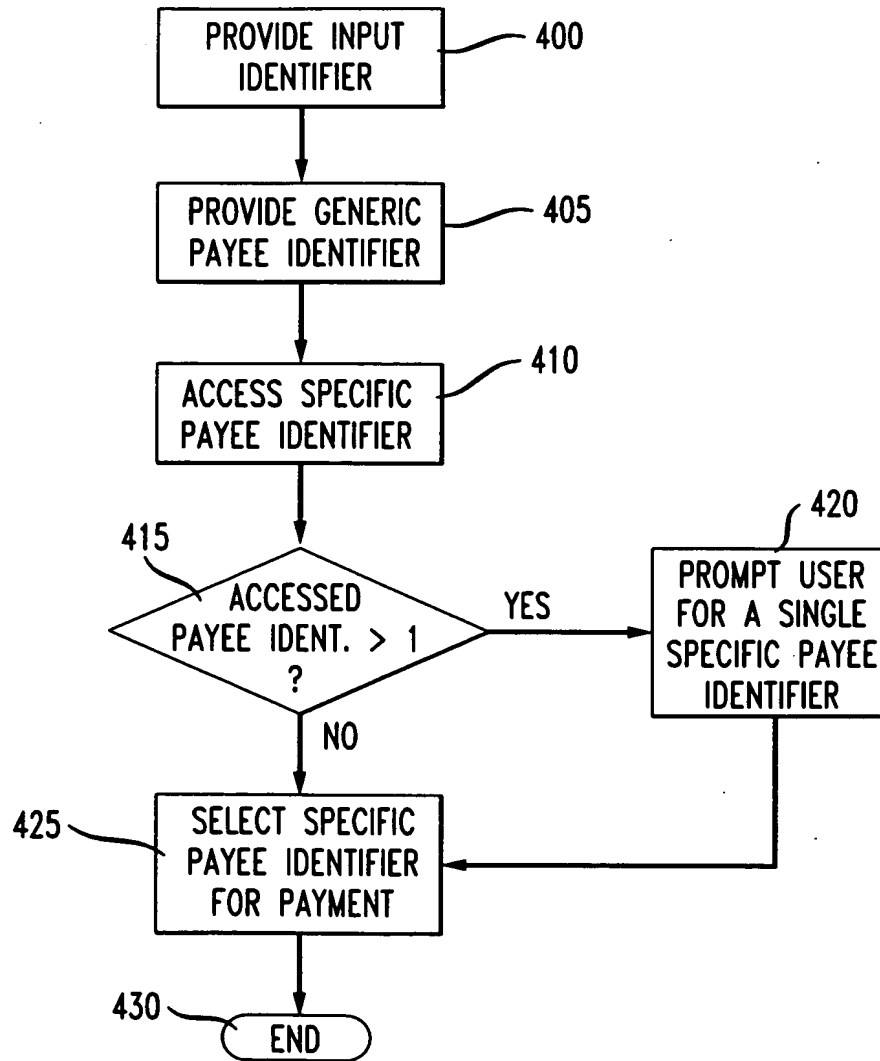 PROVIDE INPUT
IDENTIFIER
400
PROVIDE GENERIC
PAYEE IDENTIFIER
405
ACCESS SPECIFIC
PAYEE IDENTIFIER
410
415
ACCESSED
PAYEE IDENT. > 1
?
YES
420
PROMPT USER
FOR A SINGLE
SPECIFIC PAYEE
IDENTIFIER
NO
425
SELECT SPECIFIC
PAYEE IDENTIFIER
FOR PAYMENT
430
END